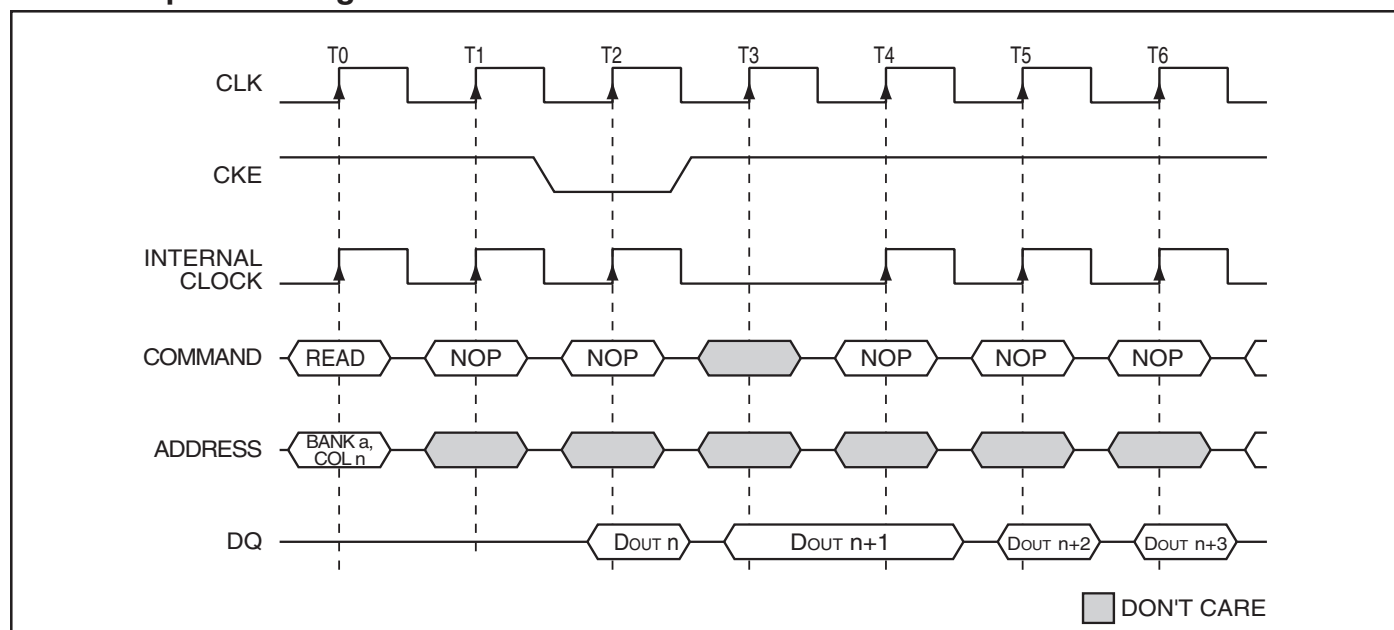 T0 T1 T2 T3 T4 T5 T6
CLK
CKE
INTERNAL
CLOCK
COMMAND READ NOP NOP NOP NOP NOP
ADDRESS BANK a,
COL n
DQ DOUT n DOUT n+1 DOUT n+2 DOUT n+3
DON'T CARE